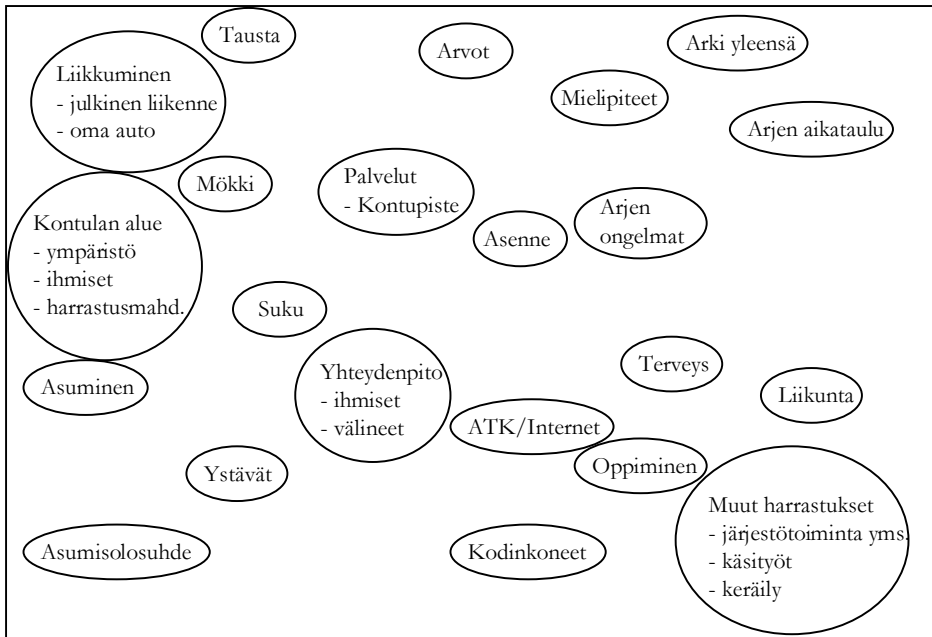 Tausta
Arvot
Arki yleensä
Liikkuminen
- julkinen liikenne
- oma auto
Mielipiteet
Arjen aikataulu
Mökki
Palvelut
- Kontupiste
Arjen
ongelmat
Asenne
Kontulan alue
- ympäristö
- ihmiset
- harrastusmahd.
Suku
Asuminen
Yhteydenpito
- ihmiset
- välineet
Terveys
Liikunta
ATK/Internet
Ystävät
Oppiminen
Muut harrastukset
- järjestötoiminta yms.
- käsityöt
- keräily
Asumisolosuhde
Kodinkoneet